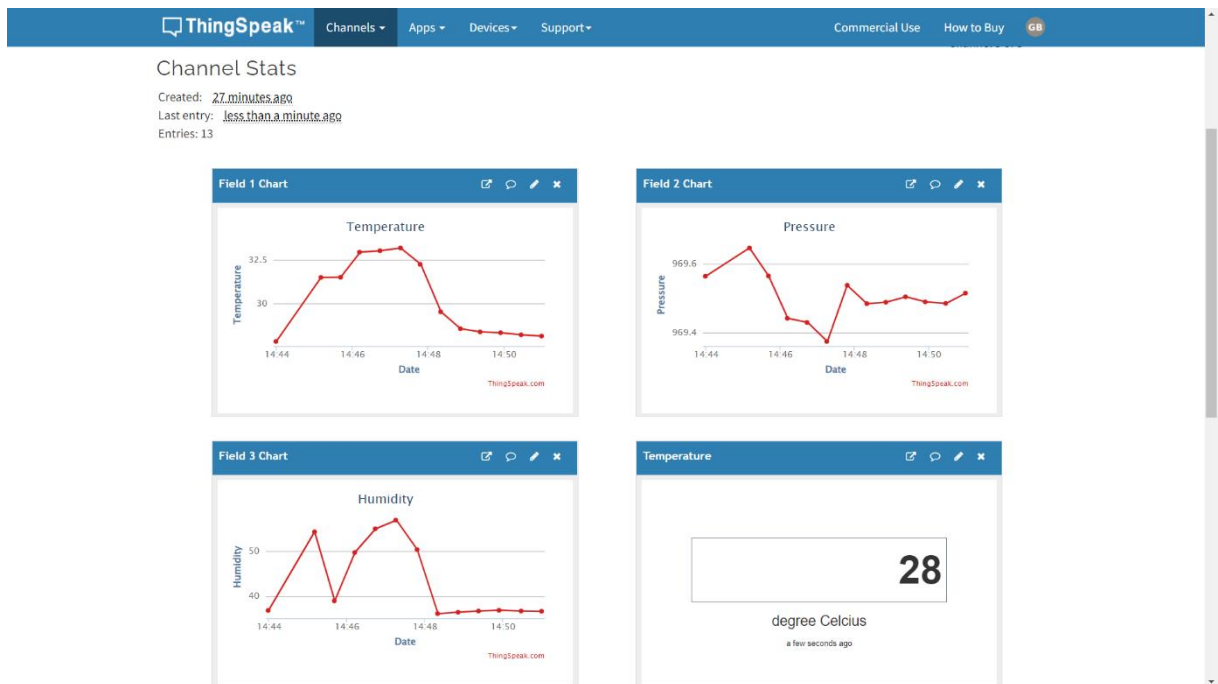 ThingSpeak™ Channels Apps Devices Support Commercial Use How to Buy GB
Channel Stats
Created: 27 minutes ago
Last entry: less than a minute ago
Entries: 13
Field 1 Chart
Temperature
Temperature
32.5
30
14:44 14:46 14:48 14:50
Date
ThingSpeak.com
Field 2 Chart
Pressure
Pressure
969.6
969.4
14:44 14:46 14:48 14:50
Date
ThingSpeak.com
Field 3 Chart
Humidity
Humidity
50
40
14:44 14:46 14:48 14:50
Date
ThingSpeak.com
Temperature
28
degree Celcius
a few seconds ago